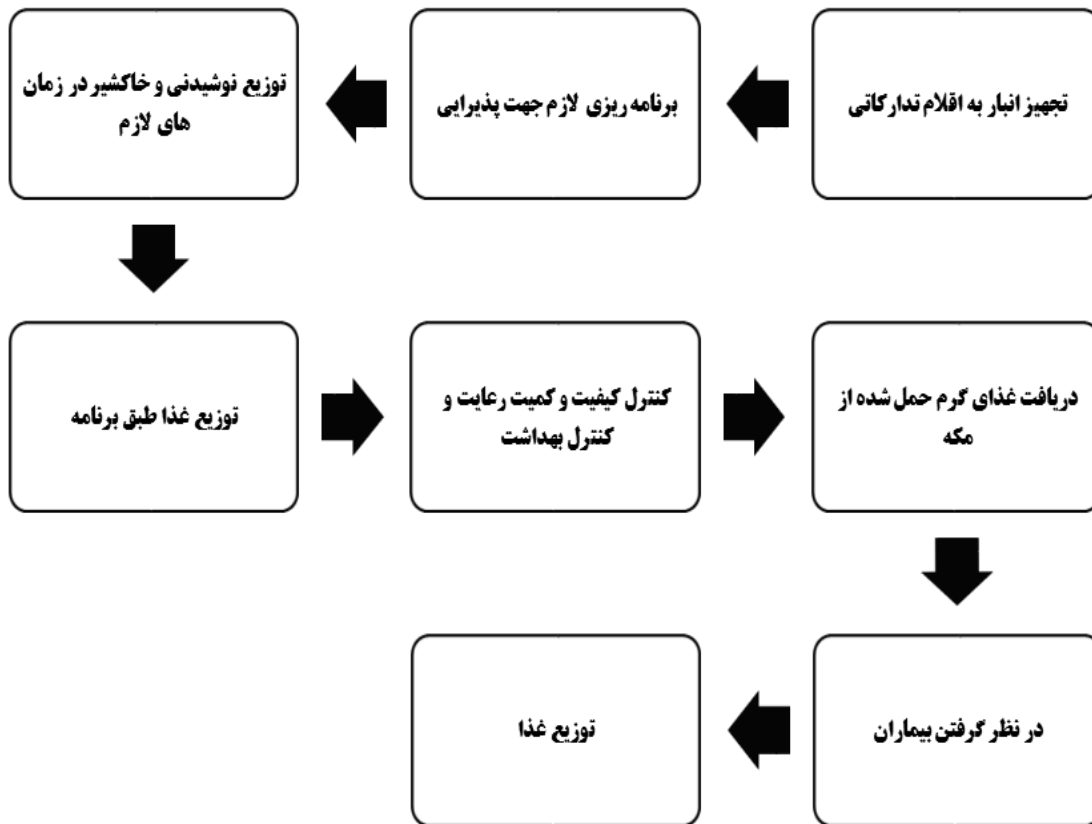 تجهیز انبار به اقلام تدارکاتی
برنامه ریزی لازم جهت پذیرایی
توزیع نوشیدنی و خاکشیر در زمان
های لازم
توزیع غذا طبق برنامه
کنترل کیفیت و کمیت رعایت و
کنترل بهداشت
دریافت غذای گرم حمل شده از
مکه
در نظر گرفتن بیماران
توزیع غذا